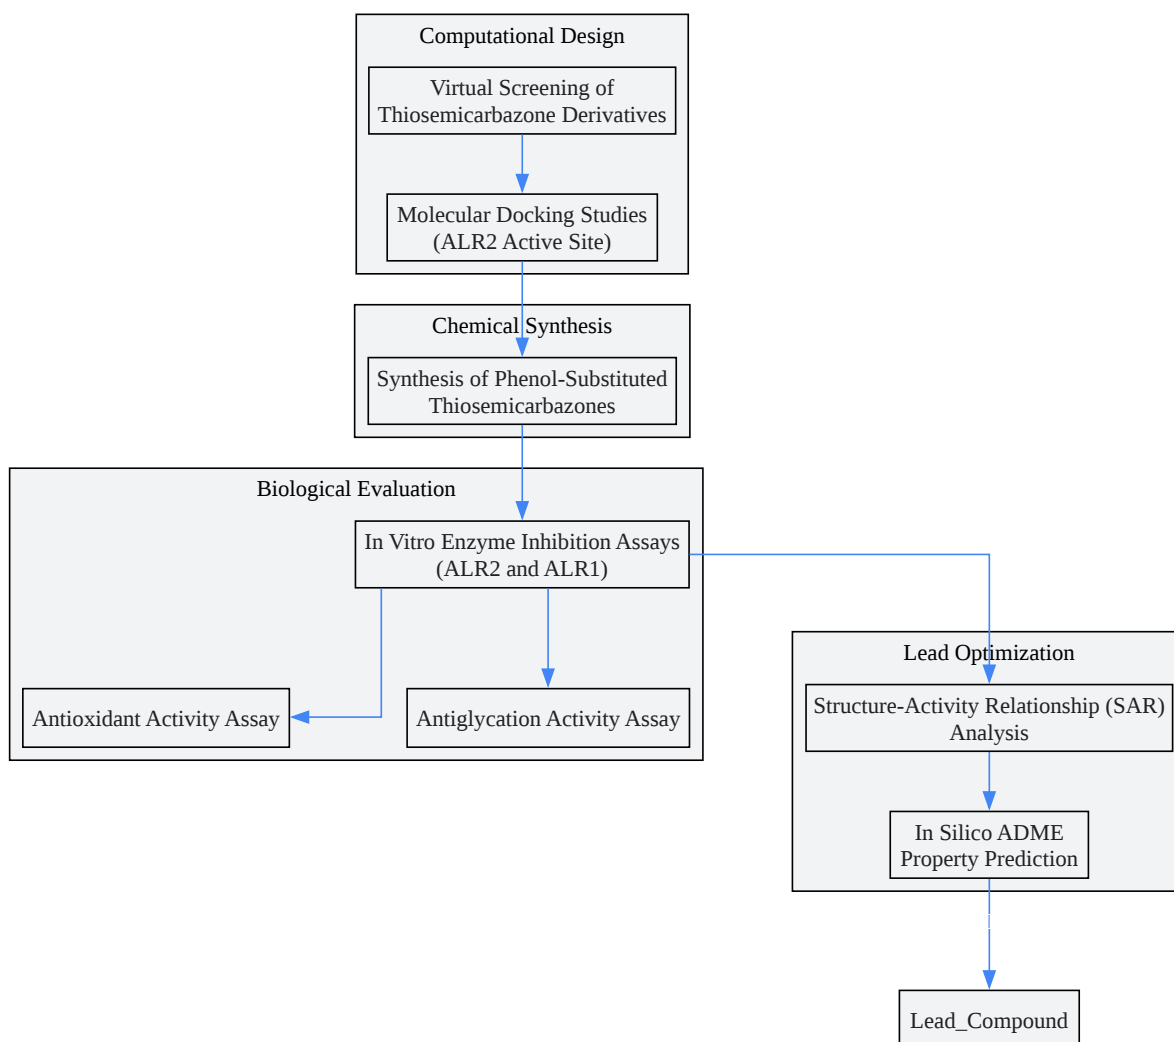 Computational Design
Virtual Screening of
Thiosemicarbazone Derivatives
Molecular Docking Studies
(ALR2 Active Site)
Chemical Synthesis
Synthesis of Phenol-Substituted
Thiosemicarbazones
Biological Evaluation
In Vitro Enzyme Inhibition Assays
(ALR2 and ALR1)
Antioxidant Activity Assay
Antiglycation Activity Assay
Lead Optimization
Structure-Activity Relationship (SAR)
Analysis
In Silico ADME
Property Prediction
Lead_Compound